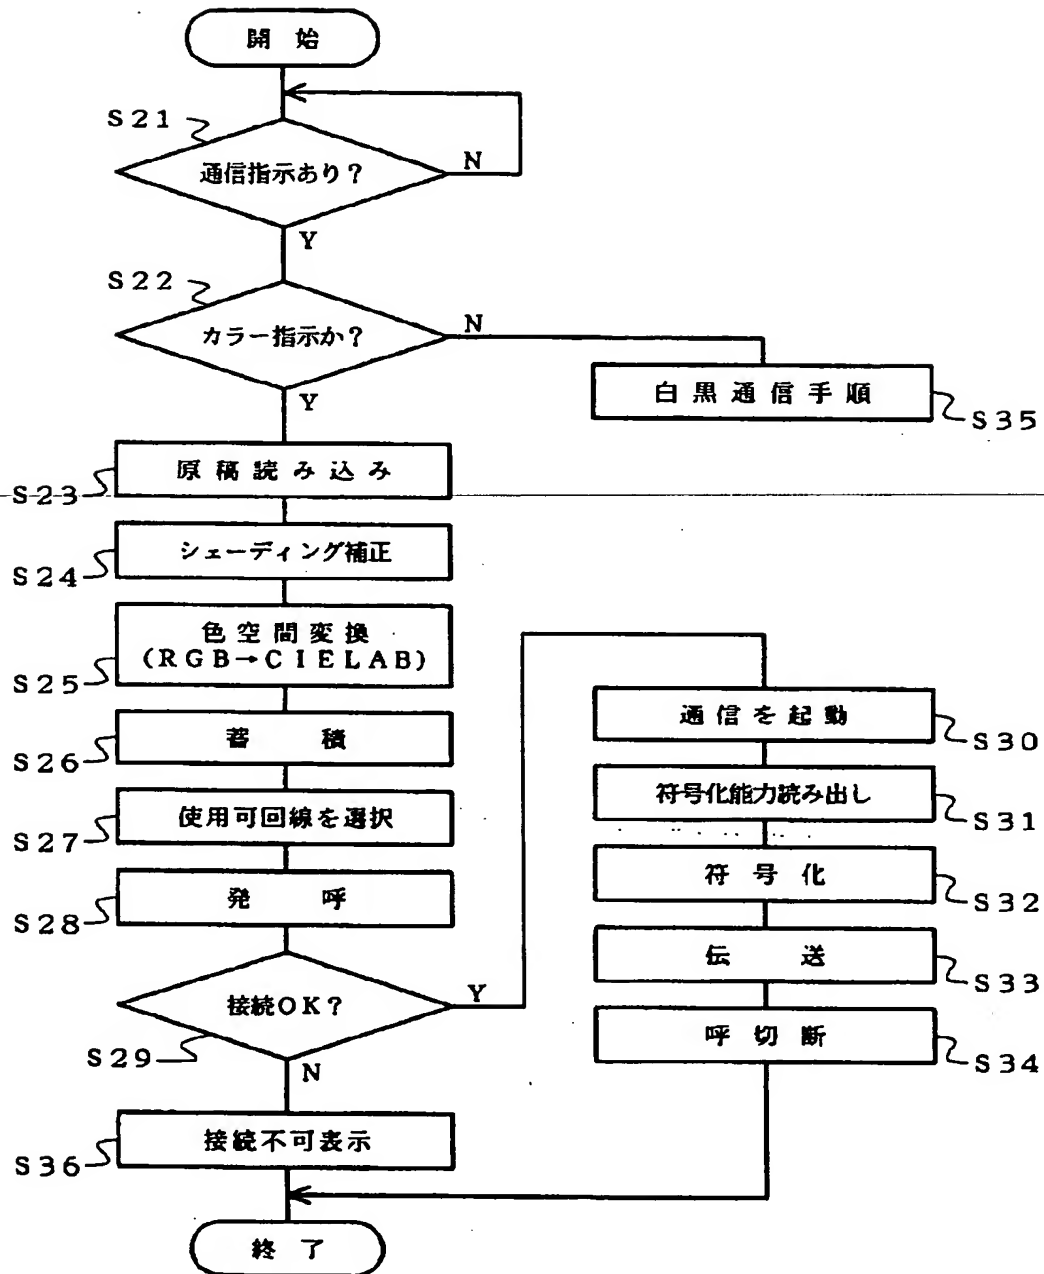 開始
S21
通信指示あり?
N
Y
S22
カラー指示か?
N
Y
白黒通信手順
S35
原稿読み込み
S23
シェーディング補正
S24
色空間変換
(RGB→CIELAB)
S25
蓄積
S26
使用可回線を選択
S27
発呼
S28
接続OK?
Y
S29
N
通信を起動
S30
符号化能力読み出し
S31
符号化
S32
伝送
S33
呼切断
S34
接続不可表示
S36
終了